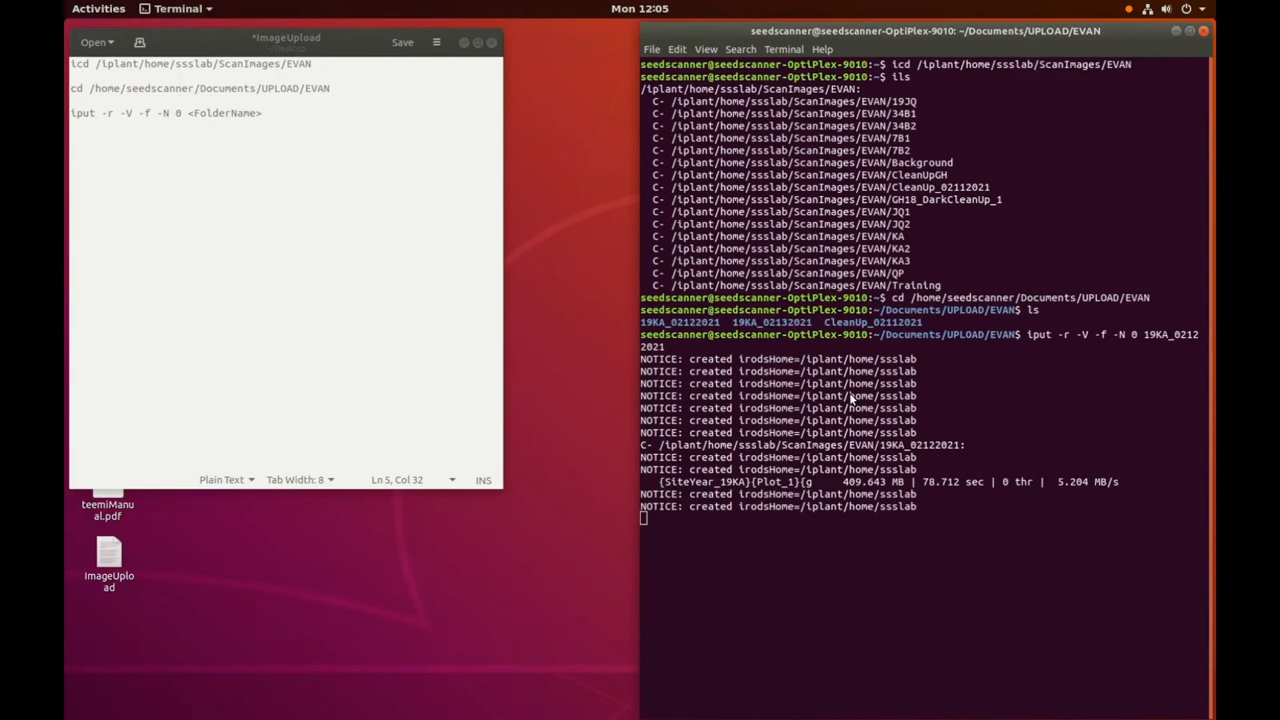 Activities
Terminal
Mon 12:05
Open
*ImageUpload
~/Desktop
Save
icd /iplant/home/ssslab/ScanImages/EVAN
cd /home/seedscanner/Documents/UPLOAD/EVAN
iput -r -V -f -N 0 <FolderName>
Plain Text
Tab Width: 8
Ln 5, Col 32
INS
teemiManu
al.pdf
ImageUplo
ad
seedscanner@seedscanner-OptiPlex-9010: ~/Documents/UPLOAD/EVAN
File Edit View Search Terminal Help
seedscanner@seedscanner-OptiPlex-9010:~$ icd /iplant/home/ssslab/ScanImages/EVAN
seedscanner@seedscanner-OptiPlex-9010:~$ ils
/iplant/home/ssslab/ScanImages/EVAN:
C- /iplant/home/ssslab/ScanImages/EVAN/19JQ
C- /iplant/home/ssslab/ScanImages/EVAN/34B1
C- /iplant/home/ssslab/ScanImages/EVAN/34B2
C- /iplant/home/ssslab/ScanImages/EVAN/7B1
C- /iplant/home/ssslab/ScanImages/EVAN/7B2
C- /iplant/home/ssslab/ScanImages/EVAN/Background
C- /iplant/home/ssslab/ScanImages/EVAN/CleanUpGH
C- /iplant/home/ssslab/ScanImages/EVAN/CleanUp_02112021
C- /iplant/home/ssslab/ScanImages/EVAN/GH18_DarkCleanUp_1
C- /iplant/home/ssslab/ScanImages/EVAN/JQ1
C- /iplant/home/ssslab/ScanImages/EVAN/JQ2
C- /iplant/home/ssslab/ScanImages/EVAN/KA
C- /iplant/home/ssslab/ScanImages/EVAN/KA2
C- /iplant/home/ssslab/ScanImages/EVAN/KA3
C- /iplant/home/ssslab/ScanImages/EVAN/QP
C- /iplant/home/ssslab/ScanImages/EVAN/Training
seedscanner@seedscanner-OptiPlex-9010:~$ cd /home/seedscanner/Documents/UPLOAD/EVAN
seedscanner@seedscanner-OptiPlex-9010:~/Documents/UPLOAD/EVAN$ ls
19KA_02122021 19KA_02132021 CleanUp_02112021
seedscanner@seedscanner-OptiPlex-9010:~/Documents/UPLOAD/EVAN$ iput -r -V -f -N 0 19KA_0212
2021
NOTICE: created irodsHome=/iplant/home/ssslab
NOTICE: created irodsHome=/iplant/home/ssslab
NOTICE: created irodsHome=/iplant/home/ssslab
NOTICE: created irodsHome=/iplant/home/ssslab
NOTICE: created irodsHome=/iplant/home/ssslab
NOTICE: created irodsHome=/iplant/home/ssslab
NOTICE: created irodsHome=/iplant/home/ssslab
C- /iplant/home/ssslab/ScanImages/EVAN/19KA_02122021:
NOTICE: created irodsHome=/iplant/home/ssslab
NOTICE: created irodsHome=/iplant/home/ssslab
{SiteYear_19KA}{Plot_1}{g 409.643 MB | 78.712 sec | 0 thr | 5.204 MB/s
NOTICE: created irodsHome=/iplant/home/ssslab
NOTICE: created irodsHome=/iplant/home/ssslab